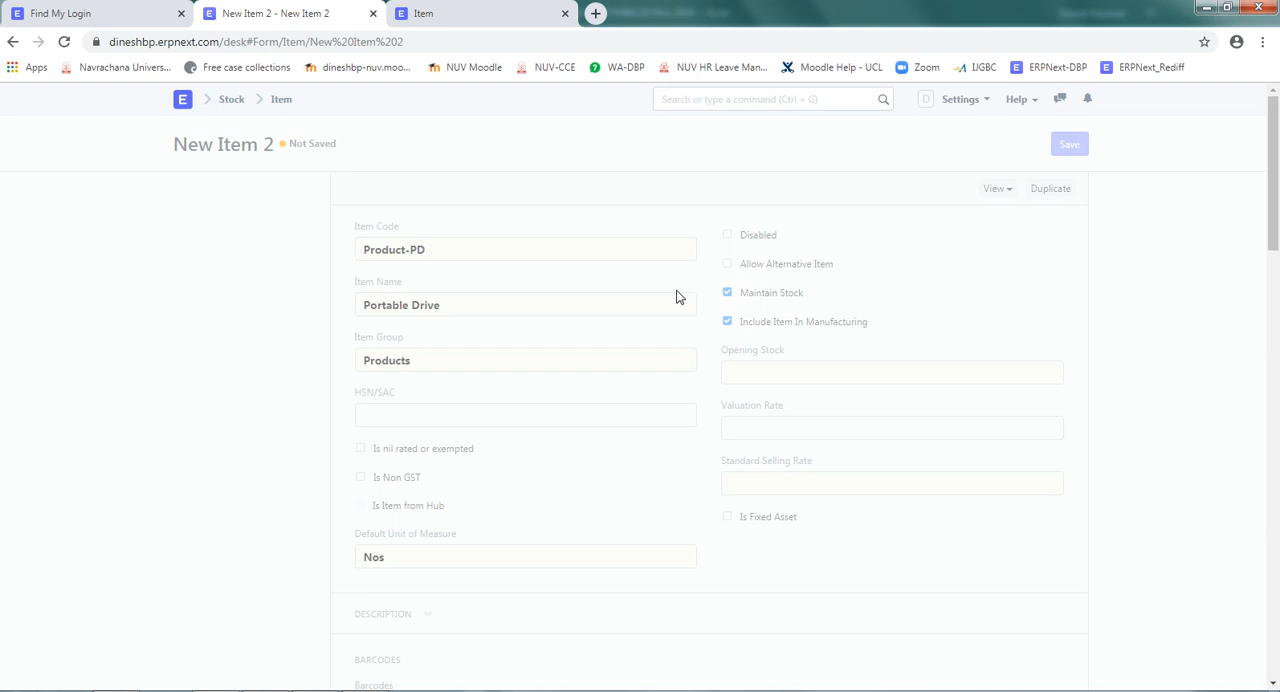 Find My Login
New Item 2 - New Item 2
Item
dineshbp.erpnext.com/desk#Form/Item/New%20Item%202
Apps
Navrachana Univers...
Free case collections
dineshbp-nuv.moo...
NUV Moodle
NUV-CCE
WA-DBP
NUV HR Leave Man...
Moodle Help - UCL
Zoom
IJGBC
ERPNext-DBP
ERPNext_Rediff
E
Stock
Item
Search or type a command (Ctrl + G)
D
Settings
Help
New Item 2
Not Saved
Save
View
Duplicate
Item Code
Product-PD
Item Name
Portable Drive
Item Group
Products
HSN/SAC
Is nil rated or exempted
Is Non GST
Is Item from Hub
Default Unit of Measure
Nos
Disabled
Allow Alternative Item
Maintain Stock
Include Item In Manufacturing
Opening Stock
Valuation Rate
Standard Selling Rate
Is Fixed Asset
DESCRIPTION
BARCODES
Barcodes